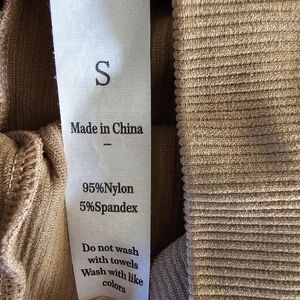 S
Made in China
–
95%Nylon
5%Spandex
Do not wash
with towels
Wash with like
colors